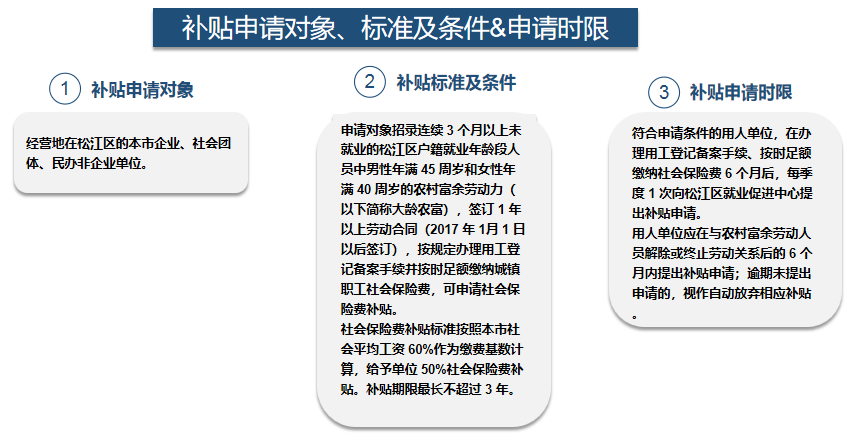 补贴申请对象、标准及条件&申请时限
1 补贴申请对象
经营地在松江区的本市企业、社会团
体、民办非企业单位。
2 补贴标准及条件
申请对象招录连续 3 个月以上未
就业的松江区户籍就业年龄段人
员中男性年满 45 周岁和女性年
满 40 周岁的农村富余劳动力（
以下简称大龄农富），签订 1 年
以上劳动合同（2017 年 1月 1 日
以后签订），按规定办理用工登
记备案手续并按时足额缴纳城镇
职工社会保险费，可申请社会保
险费补贴。
社会保险费补贴标准按照本市社
会平均工资 60%作为缴费基数计
算，给予单位 50%社会保险费补
贴。补贴期限最长不超过 3 年。
3 补贴申请时限
符合申请条件的用人单位，在办
理用工登记备案手续、按时足额
缴纳社会保险费 6 个月后，每季
度 1 次向松江区就业促进中心提
出补贴申请。
用人单位应在与农村富余劳动人
员解除或终止劳动关系后的 6 个
月内提出补贴申请；逾期未提出
申请的，视作自动放弃相应补贴
。